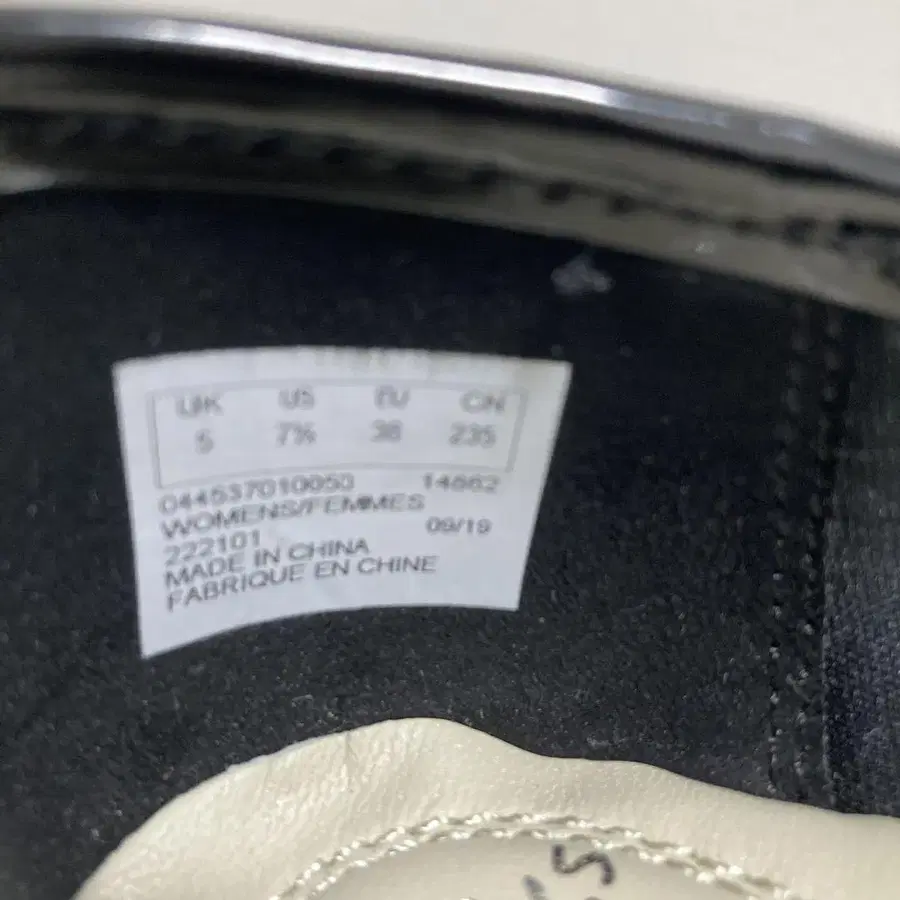 UK US EU CN
5 7½ 38 235
044537010050 14662
WOMENS/FEMMES 09/19
222101
MADE IN CHINA
FABRIQUE EN CHINE